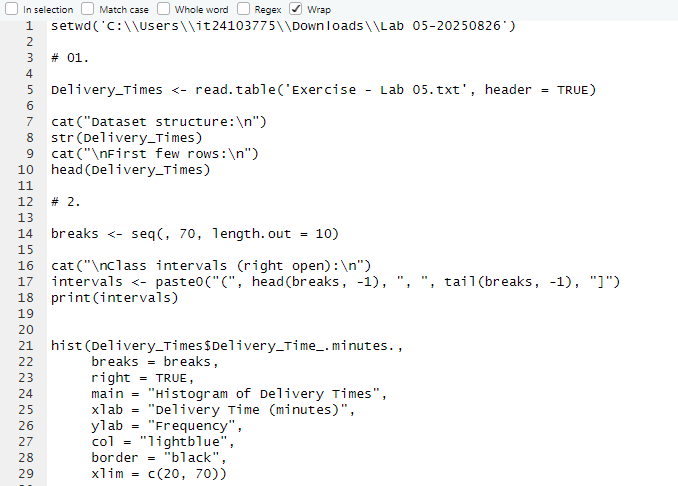 In selection Match case Whole word Regex Wrap
1 setwd('C:\\Users\\it24103775\\Downloads\\Lab 05-20250826')
2
3 # 01.
4
5 Delivery_Times <- read.table('Exercise - Lab 05.txt', header = TRUE)
6
7 cat("Dataset structure:\n")
8 str(Delivery_Times)
9 cat("\nFirst few rows:\n")
10 head(Delivery_Times)
11
12 # 2.
13
14 breaks <- seq(, 70, length.out = 10)
15
16 cat("\nClass intervals (right open):\n")
17 intervals <- paste0("(", head(breaks, -1), ", ", tail(breaks, -1), "]")
18 print(intervals)
19
20
21 hist(Delivery_Times$Delivery_Time_.minutes.,
22 breaks = breaks,
23 right = TRUE,
24 main = "Histogram of Delivery Times",
25 xlab = "Delivery Time (minutes)",
26 ylab = "Frequency",
27 col = "lightblue",
28 border = "black",
29 xlim = c(20, 70))